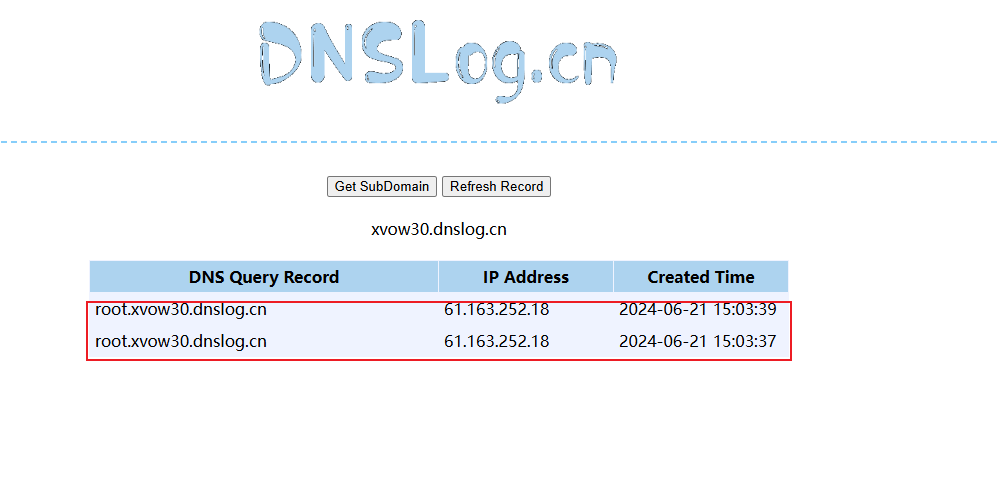 DNSLog.cn
Get SubDomain Refresh Record
xvow30.dnslog.cn
DNS Query Record IP Address Created Time
root.xvow30.dnslog.cn 61.163.252.18 2024-06-21 15:03:39
root.xvow30.dnslog.cn 61.163.252.18 2024-06-21 15:03:37